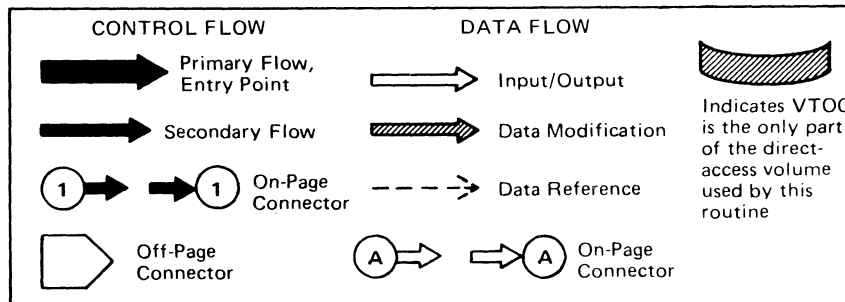 CONTROL FLOW
Primary Flow,
Entry Point
Secondary Flow
1 1 On-Page
Connector
Off-Page
Connector
DATA FLOW
Input/Output
Data Modification
Data Reference
A A On-Page
Connector
Indicates VTOC
is the only part
of the direct-
access volume
used by this
routine